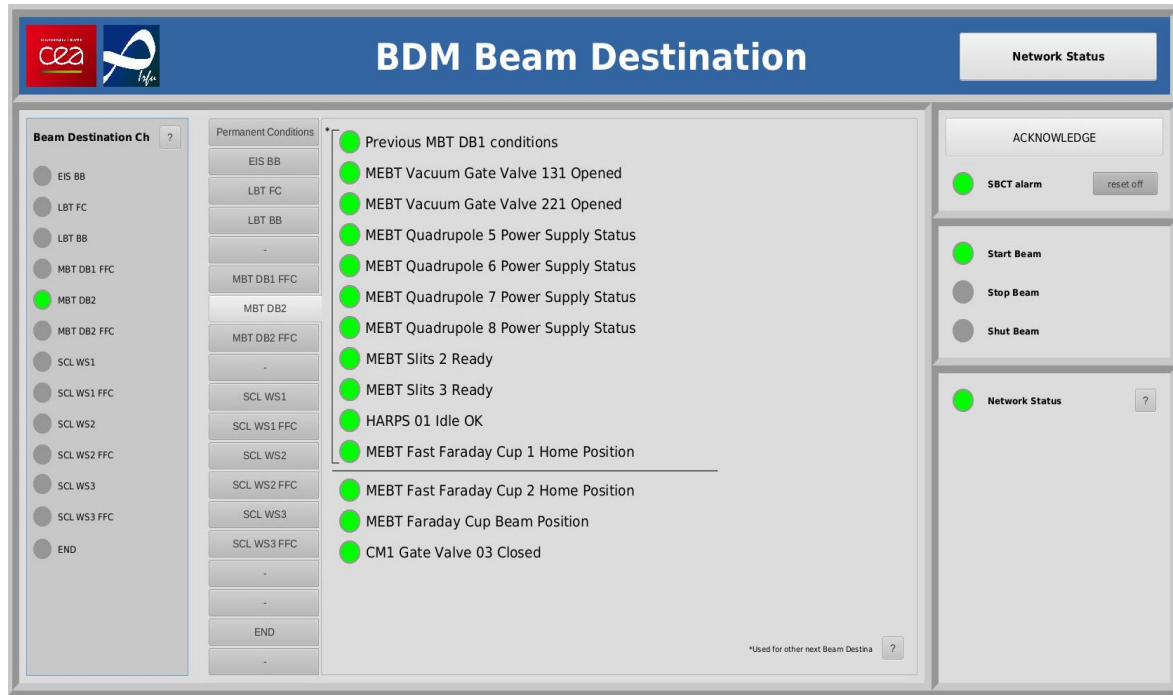 cea
Irfu
BDM Beam Destination
Network Status
Beam Destination Ch
?
EIS BB
LBT FC
LBT BB
MBT DB1 FFC
MBT DB2
MBT DB2 FFC
SCL WS1
SCL WS1 FFC
SCL WS2
SCL WS2 FFC
SCL WS3
SCL WS3 FFC
END
Permanent Conditions
EIS BB
LBT FC
LBT BB
-
MBT DB1 FFC
MBT DB2
MBT DB2 FFC
-
SCL WS1
SCL WS1 FFC
SCL WS2
SCL WS2 FFC
SCL WS3
SCL WS3 FFC
-
-
END
-
*
Previous MBT DB1 conditions
MEBT Vacuum Gate Valve 131 Opened
MEBT Vacuum Gate Valve 221 Opened
MEBT Quadrupole 5 Power Supply Status
MEBT Quadrupole 6 Power Supply Status
MEBT Quadrupole 7 Power Supply Status
MEBT Quadrupole 8 Power Supply Status
MEBT Slits 2 Ready
MEBT Slits 3 Ready
HARPS 01 Idle OK
MEBT Fast Faraday Cup 1 Home Position
MEBT Fast Faraday Cup 2 Home Position
MEBT Faraday Cup Beam Position
CM1 Gate Valve 03 Closed
*Used for other next Beam Destina
?
ACKNOWLEDGE
SBCT alarm
reset off
Start Beam
Stop Beam
Shut Beam
Network Status
?